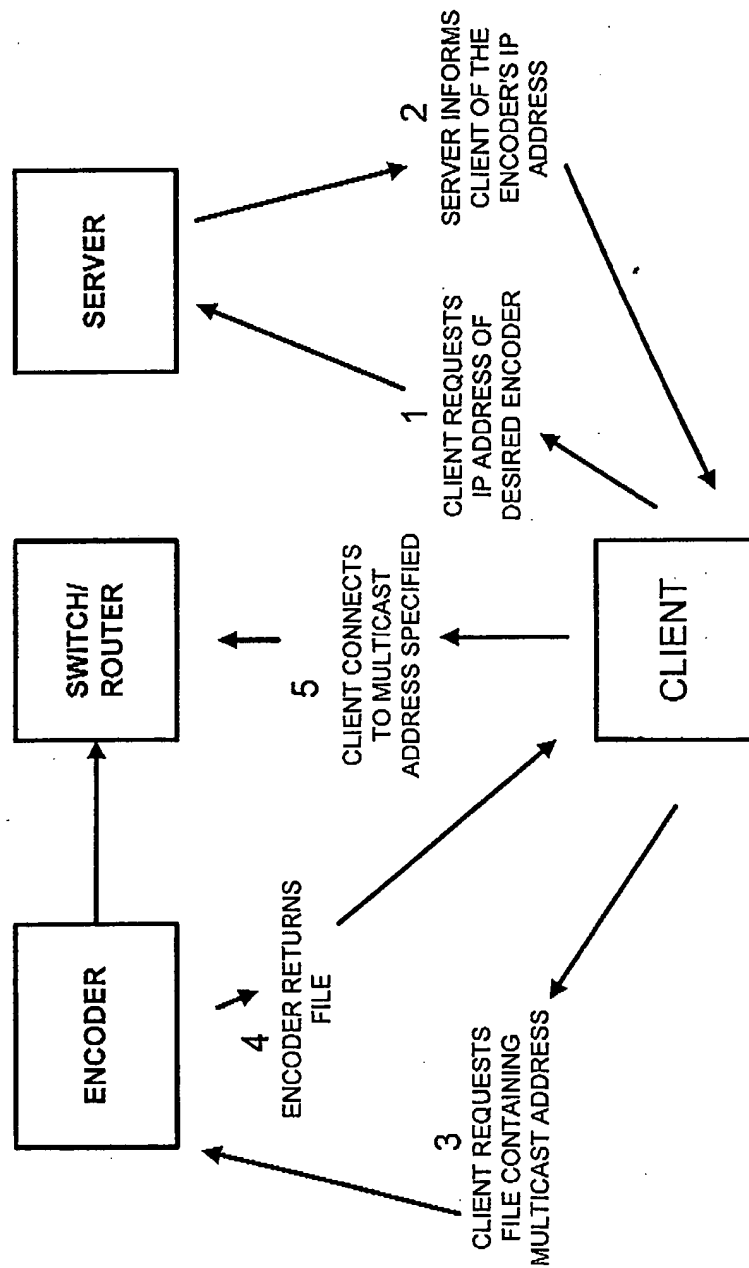 ENCODER
SWITCH/
ROUTER
SERVER
4
ENCODER RETURNS
FILE
5
CLIENT CONNECTS
TO MULTICAST
ADDRESS SPECIFIED
1
CLIENT REQUESTS
IP ADDRESS OF
DESIRED ENCODER
2
SERVER INFORMS
CLIENT OF THE
ENCODER'S IP
ADDRESS
3
CLIENT REQUESTS
FILE CONTAINING
MULTICAST ADDRESS
CLIENT